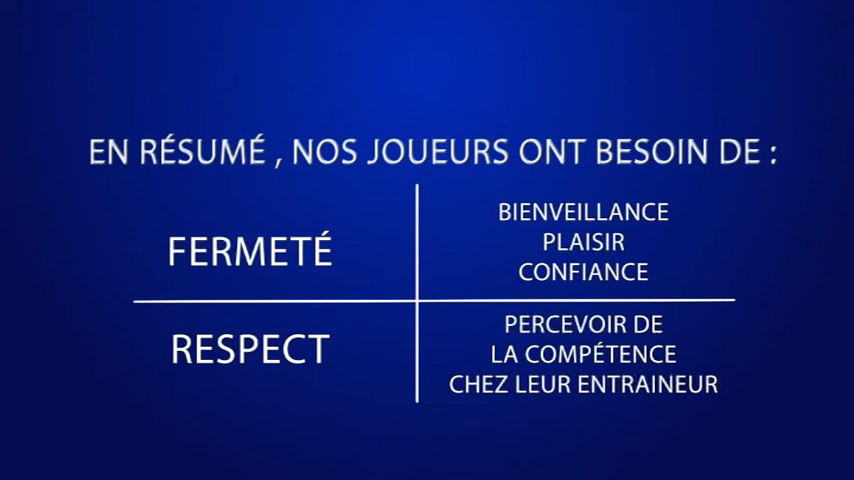 EN RÉSUMÉ , NOS JOUEURS ONT BESOIN DE :
FERMETÉ
BIENVEILLANCE
PLAISIR
CONFIANCE
RESPECT
PERCEVOIR DE
LA COMPÉTENCE
CHEZ LEUR ENTRAINEUR